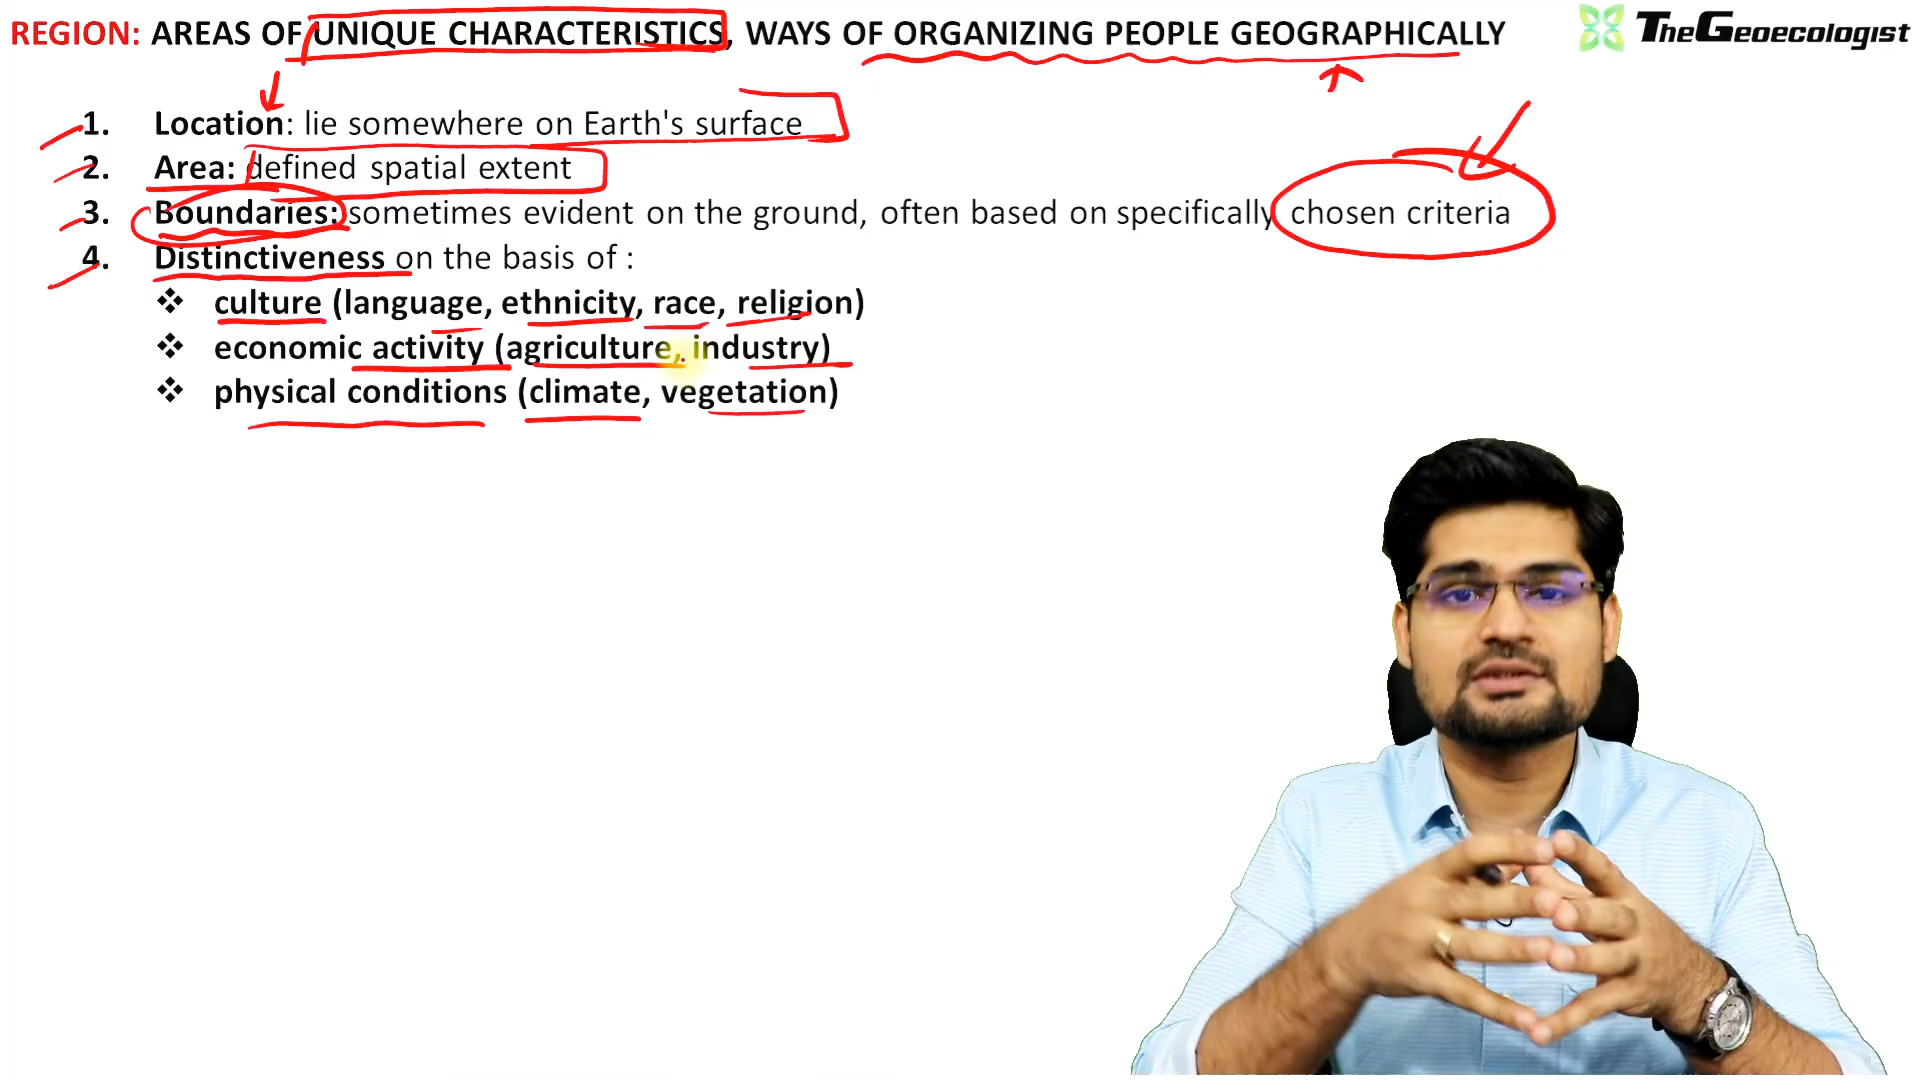 REGION: AREAS OF UNIQUE CHARACTERISTICS, WAYS OF ORGANIZING PEOPLE GEOGRAPHICALLY
TheGeoecologist
1. Location: lie somewhere on Earth's surface
2. Area: defined spatial extent
3. Boundaries: sometimes evident on the ground, often based on specifically chosen criteria
4. Distinctiveness on the basis of :
❖ culture (language, ethnicity, race, religion)
❖ economic activity (agriculture, industry)
❖ physical conditions (climate, vegetation)